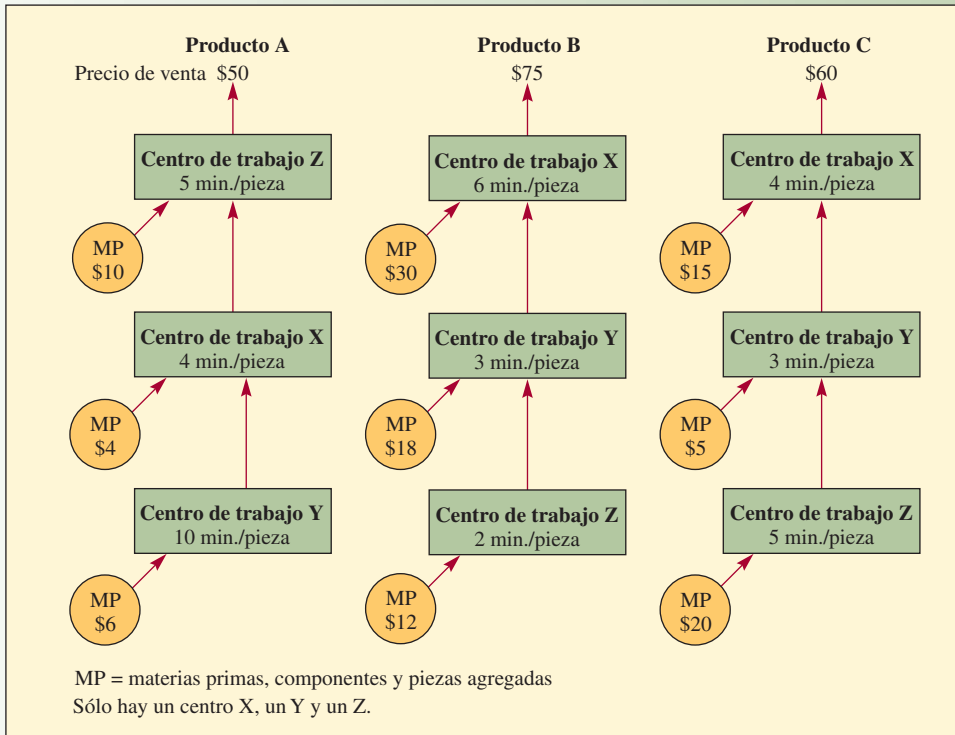 Producto A
Producto B
Producto C
Precio de venta $50
$75
$60
Centro de trabajo Z
5 min./pieza
Centro de trabajo X
6 min./pieza
Centro de trabajo X
4 min./pieza
MP
$10
MP
$30
MP
$15
Centro de trabajo X
4 min./pieza
Centro de trabajo Y
3 min./pieza
Centro de trabajo Y
3 min./pieza
MP
$4
MP
$18
MP
$5
Centro de trabajo Y
10 min./pieza
Centro de trabajo Z
2 min./pieza
Centro de trabajo Z
5 min./pieza
MP
$6
MP
$12
MP
$20
MP = materias primas, componentes y piezas agregadas
Sólo hay un centro X, un Y y un Z.